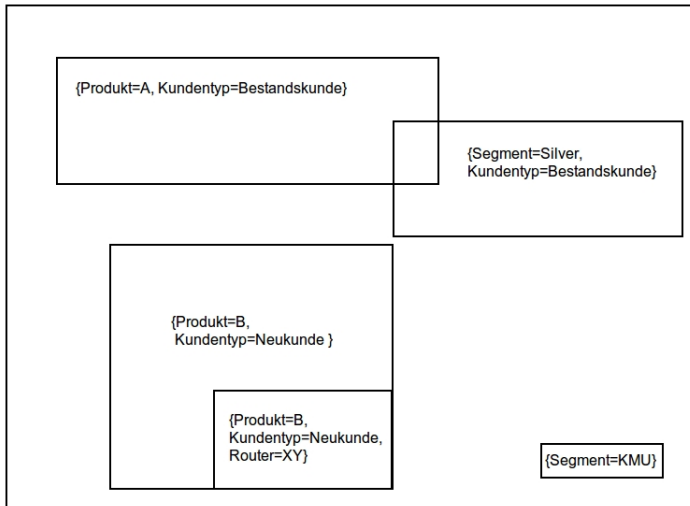 {Produkt=A, Kundentyp=Bestandskunde}
{Segment=Silver,
Kundentyp=Bestandskunde}
{Produkt=B,
Kundentyp=Neukunde }
{Produkt=B,
Kundentyp=Neukunde,
Router=XY}
{Segment=KMU}